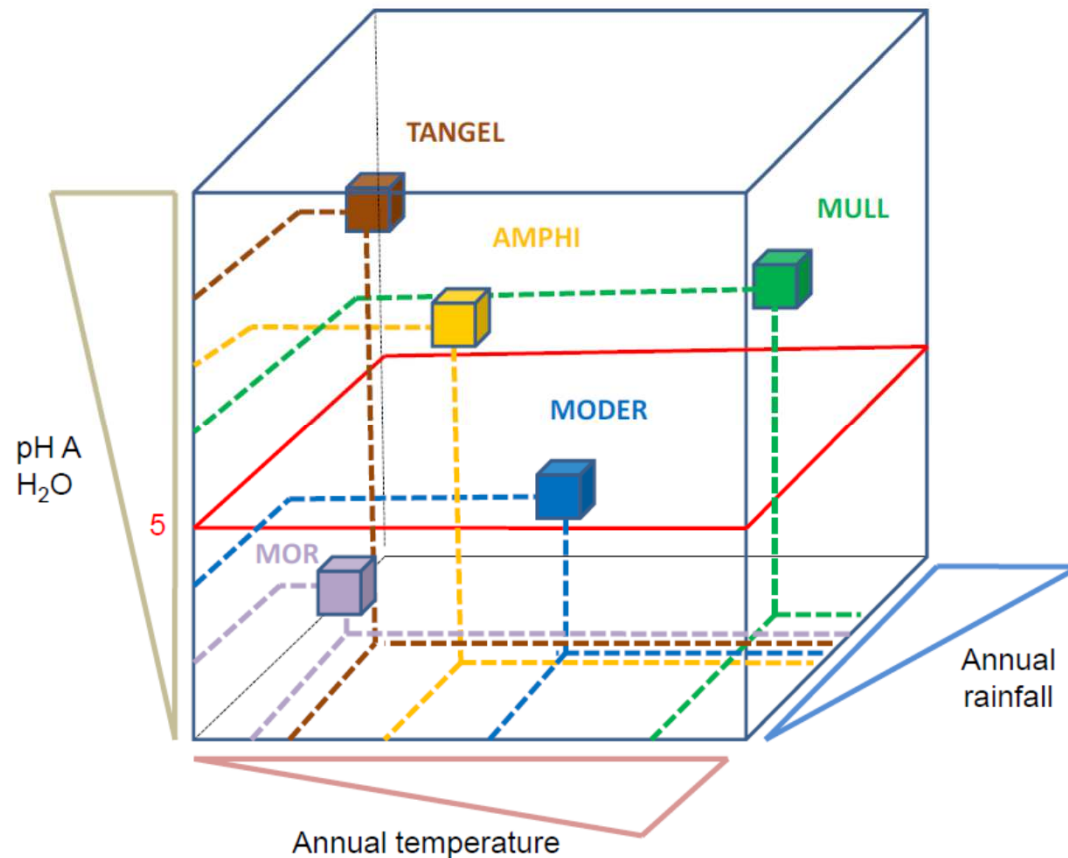 TANGEL
MULL
AMPHI
MODER
pH A
H₂O
5
MOR
Annual
rainfall
Annual temperature